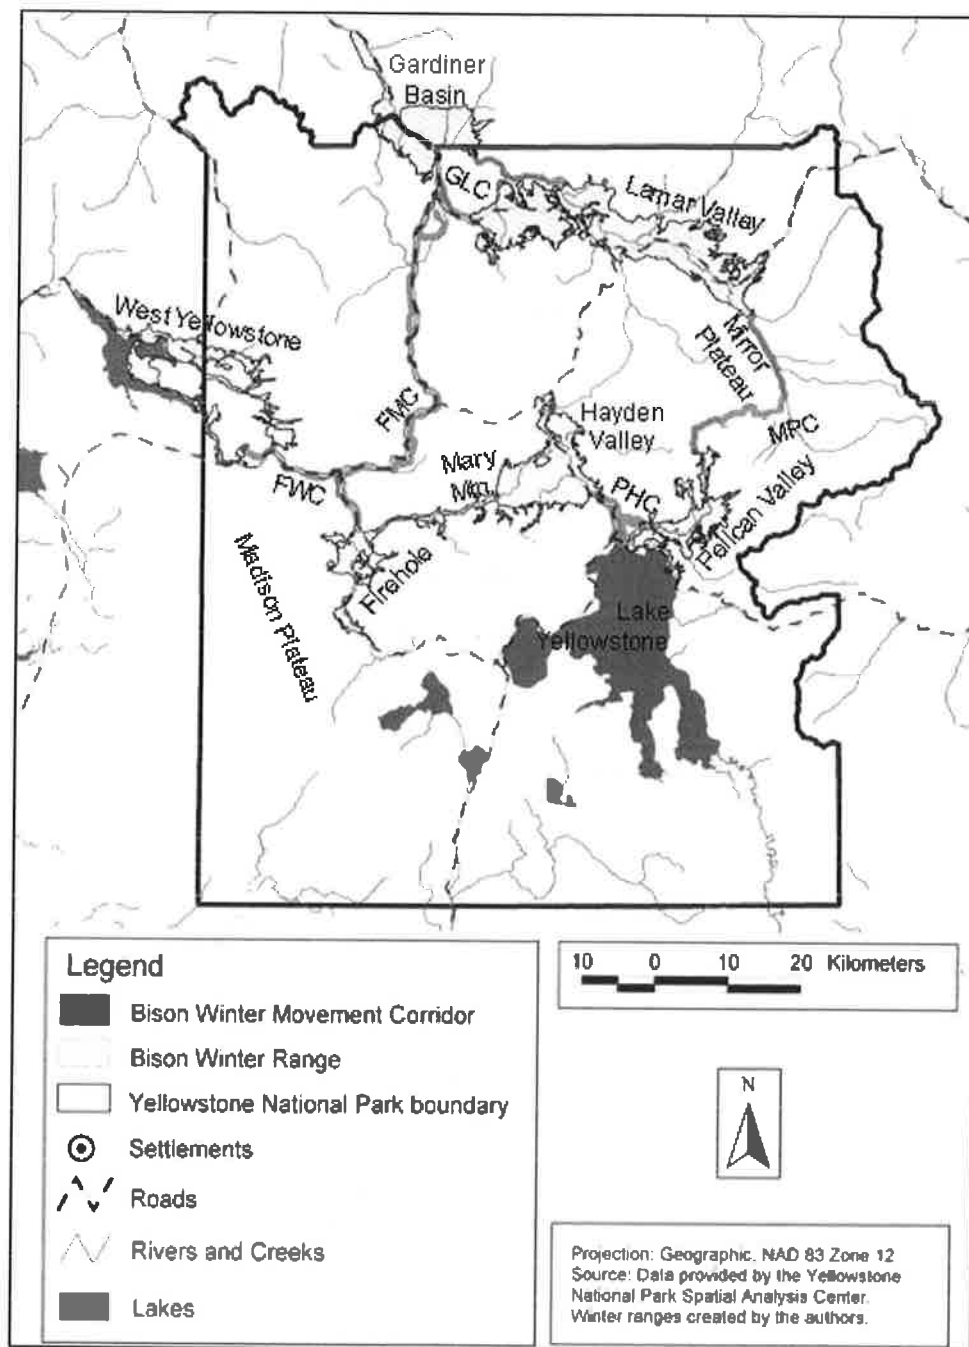 Gardiner
Basin
GLC
Lamar Valley
West Yellowstone
Mirror
Plateau
FMC
Hayden
Valley
MPC
Mary
Mtn.
FWC
PHC
Pelican Valley
Firehole
Madison Plateau
Lake
Yellowstone
Legend
Bison Winter Movement Corridor
Bison Winter Range
Yellowstone National Park boundary
Settlements
Roads
Rivers and Creeks
Lakes
10 0 10 20 Kilometers
N
Projection: Geographic. NAD 83 Zone 12
Source: Data provided by the Yellowstone
National Park Spatial Analysis Center.
Winter ranges created by the authors.